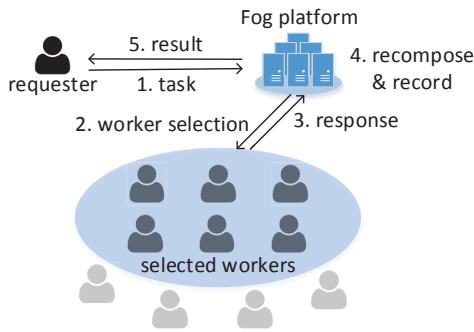 Fog platform
5. result
4. recompose
& record
requester
1. task
2. worker selection
3. response
selected workers